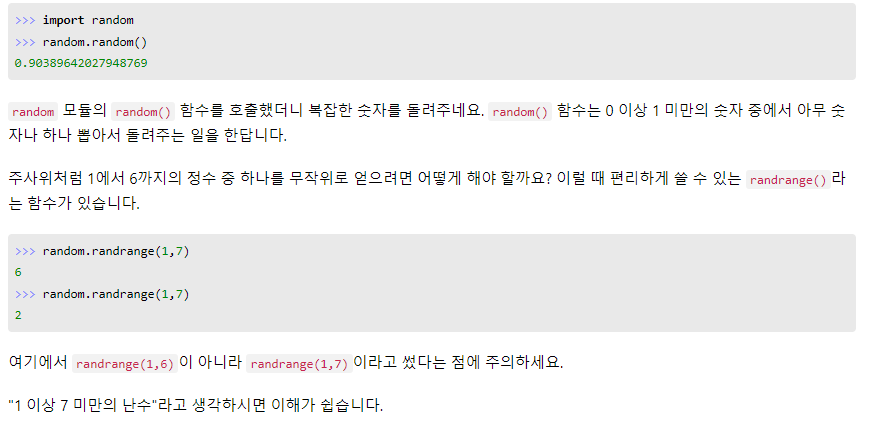 >>> import random
>>> random.random()
0.90389642027948769
random 모듈의 random() 함수를 호출했더니 복잡한 숫자를 돌려주네요. random() 함수는 0 이상 1 미만의 숫자 중에서 아무 숫
자나 하나 뽑아서 돌려주는 일을 한답니다.
주사위처럼 1에서 6까지의 정수 중 하나를 무작위로 얻으려면 어떻게 해야 할까요? 이럴 때 편리하게 쓸 수 있는 randrange() 라
는 함수가 있습니다.
>>> random.randrange(1,7)
6
>>> random.randrange(1,7)
2
여기에서 randrange(1,6) 이 아니라 randrange(1,7) 이라고 썼다는 점에 주의하세요.
"1 이상 7 미만의 난수"라고 생각하시면 이해가 쉽습니다.